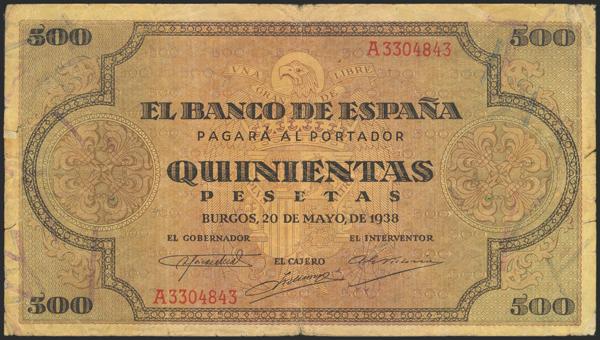 500
500
A3304843
UNA
GRANDE
LIBRE
EL BANCO DE ESPAÑA
PAGARÁ AL PORTADOR
QUINIENTAS
PESETAS
BURGOS, 20 DE MAYO, DE 1938
EL GOBERNADOR
EL INTERVENTOR
EL CAJERO
A3304843
500
500